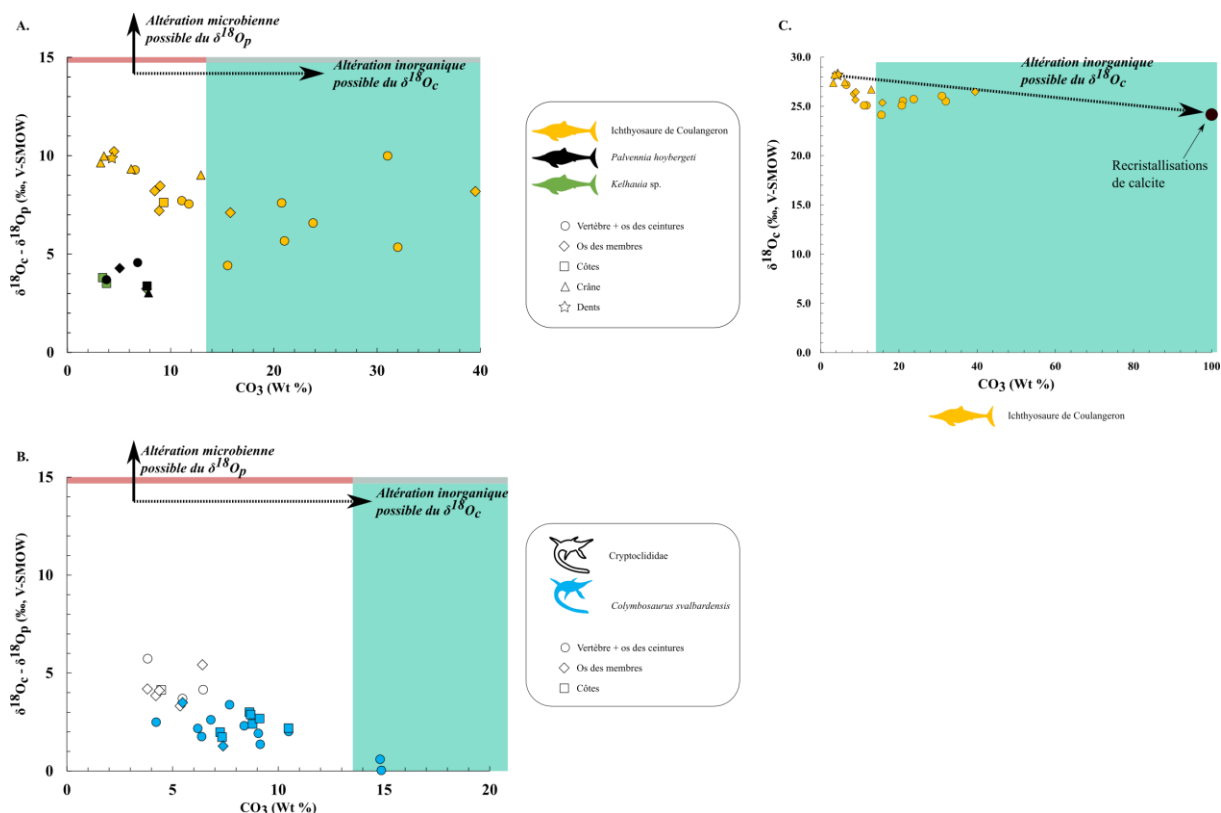 A.
Altération microbienne
possible du δ18Op
Altération inorganique
possible du δ18Oc
15
10
5
0
δ18Oc - δ18Op (‰, V-SMOW)
0 10 20 30 40
CO3 (Wt %)
Ichthyosaure de Coulangeron
Palvennia hoybergeti
Kelhauia sp.
Vertèbre + os des ceintures
Os des membres
Côtes
Crâne
Dents
C.
30.0
25.0
20.0
15.0
10.0
5.0
0.0
δ18Oc (‰, V-SMOW)
Altération inorganique
possible du δ18Oc
Recristallisations
de calcite
0 20 40 60 80 100
CO3 (Wt %)
Ichthyosaure de Coulangeron
B.
Altération microbienne
possible du δ18Op
Altération inorganique
possible du δ18Oc
15
10
5
0
δ18Oc - δ18Op (‰, V-SMOW)
0 5 10 15 20
CO3 (Wt %)
Cryptoclididae
Colymbosaurus svalbardensis
Vertèbre + os des ceintures
Os des membres
Côtes